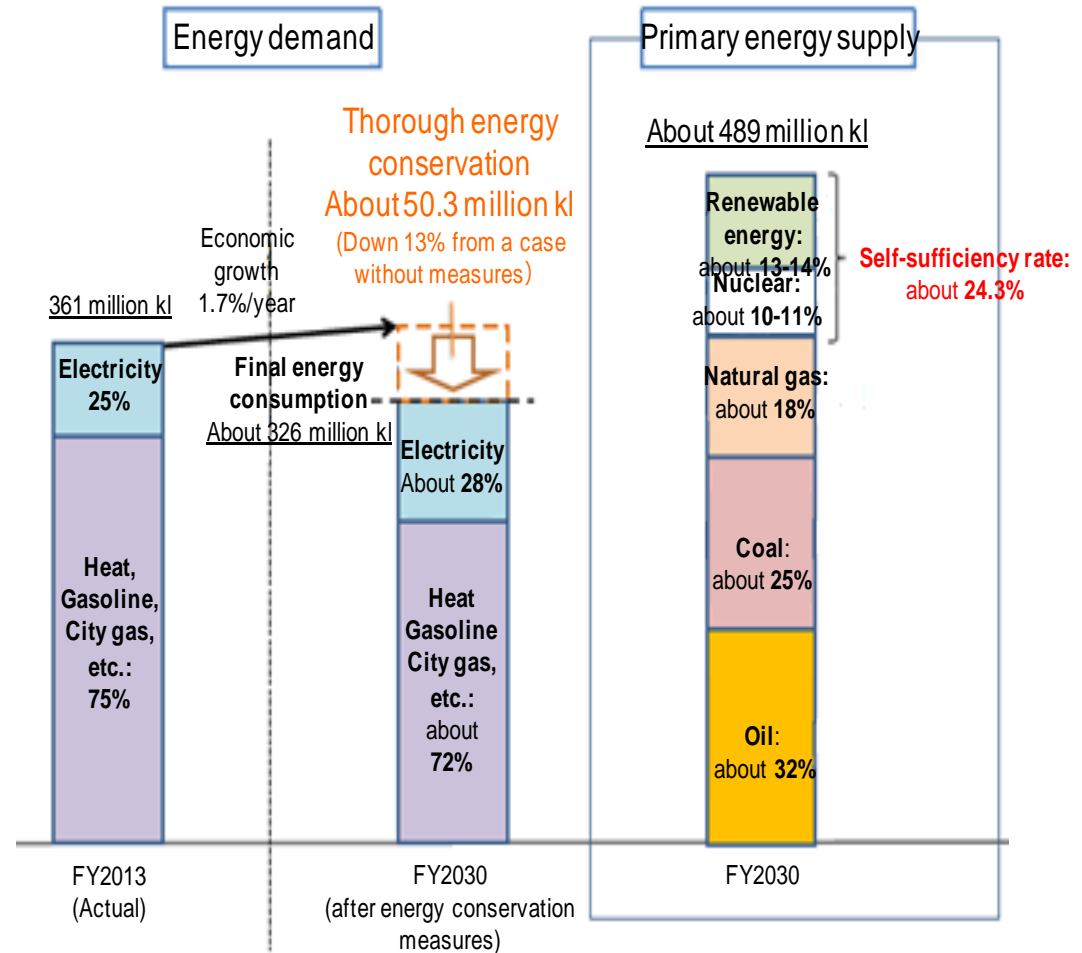 Energy demand
Primary energy supply
Thorough energy
conservation
About 50.3 million kl
(Down 13% from a case
without measures)
Economic
growth
1.7%/year
361 million kl
Electricity
25%
Heat,
Gasoline,
City gas,
etc.:
75%
FY2013
(Actual)
Final energy
consumption
About 326 million kl
Electricity
About 28%
Heat
Gasoline
City gas,
etc.:
about
72%
FY2030
(after energy conservation
measures)
About 489 million kl
Renewable
energy:
about 13-14%
Nuclear:
about 10-11%
Self-sufficiency rate:
about 24.3%
Natural gas:
about 18%
Coal:
about 25%
Oil:
about 32%
FY2030